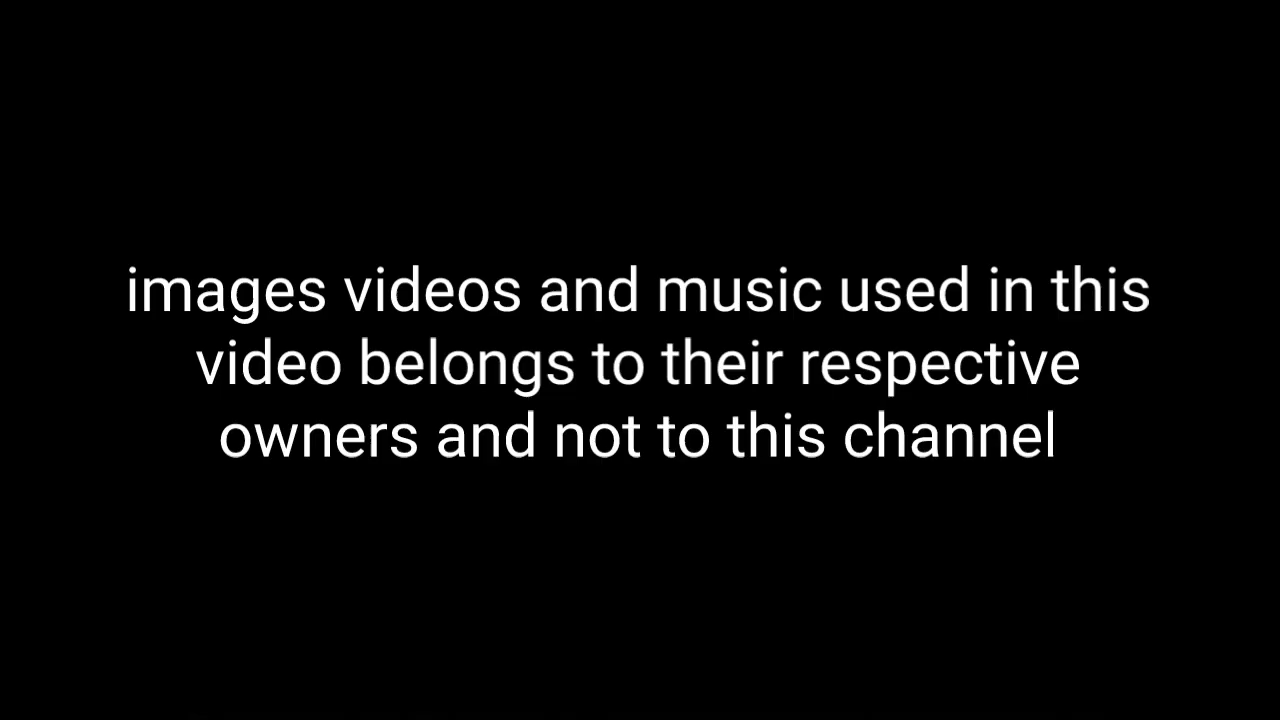 images videos and music used in this
video belongs to their respective
owners and not to this channel